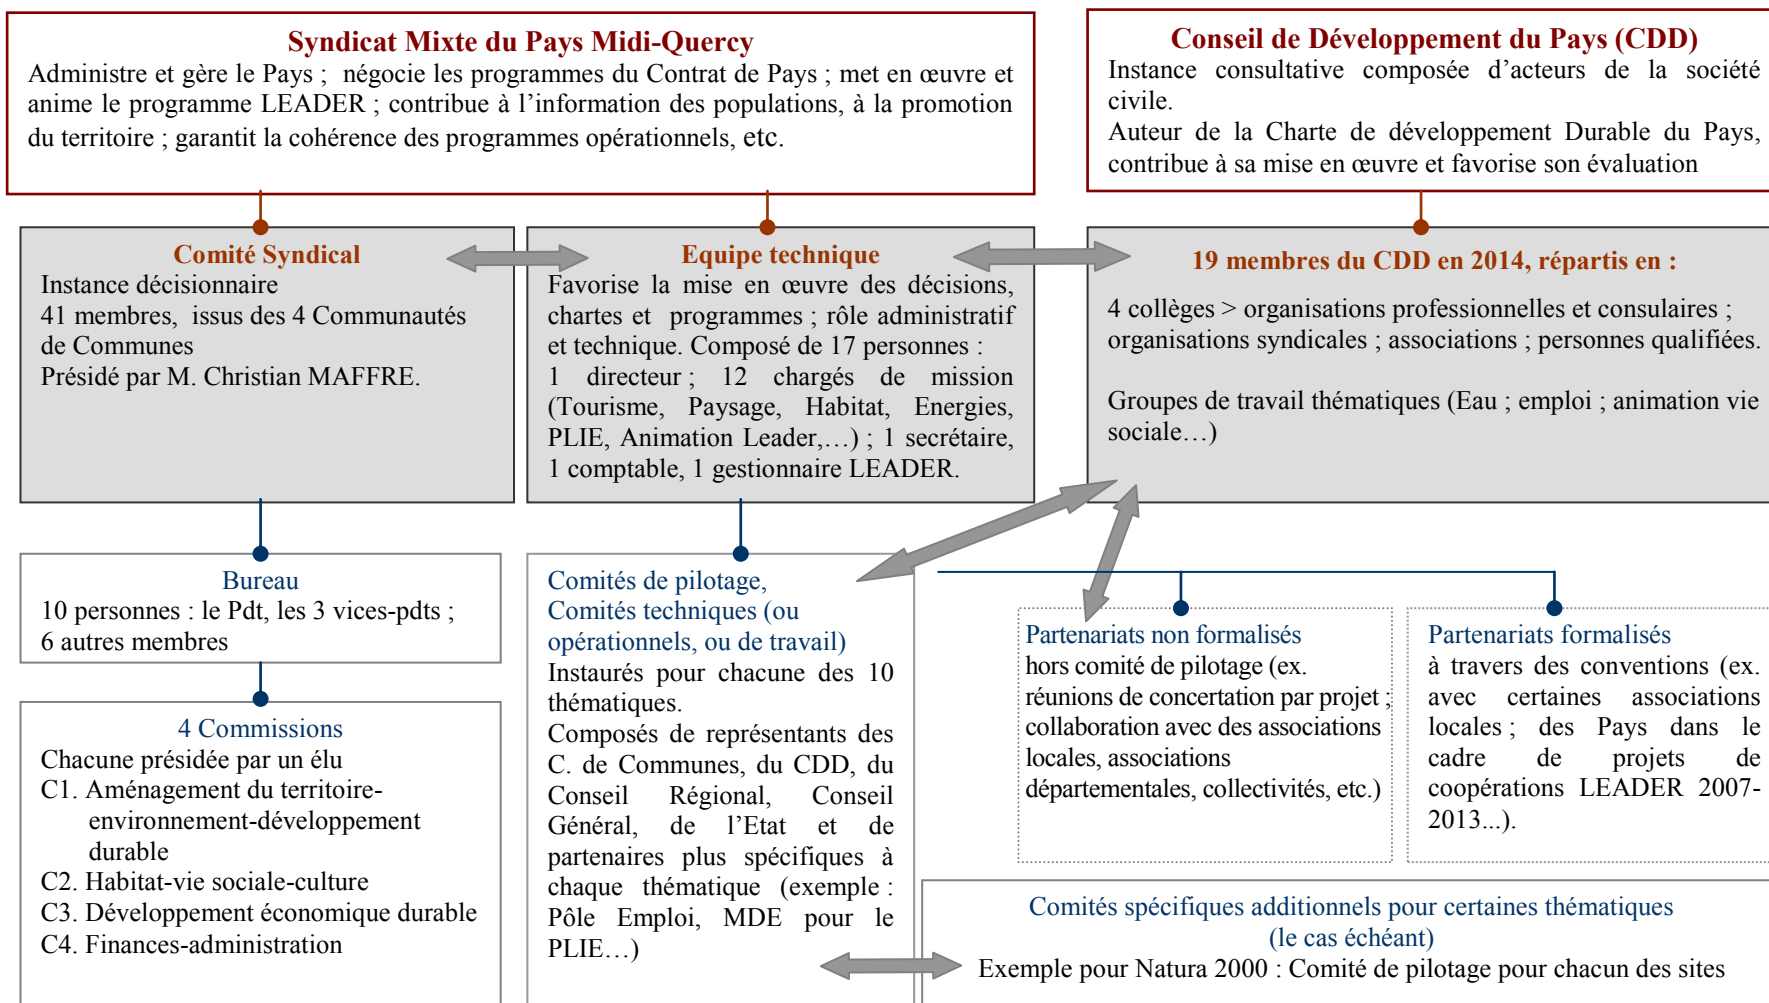 Syndicat Mixte du Pays Midi-Quercy
Administre et gère le Pays ; négocie les programmes du Contrat de Pays ; met en œuvre et
anime le programme LEADER ; contribue à l’information des populations, à la promotion
du territoire ; garantit la cohérence des programmes opérationnels, etc.
Conseil de Développement du Pays (CDD)
Instance consultative composée d’acteurs de la société
civile.
Auteur de la Charte de développement Durable du Pays,
contribue à sa mise en œuvre et favorise son évaluation
Comité Syndical
Instance décisionnaire
41 membres, issus des 4 Communautés
de Communes
Présidé par M. Christian MAFFRE.
Equipe technique
Favorise la mise en œuvre des décisions,
chartes et programmes ; rôle administratif
et technique. Composé de 17 personnes :
1 directeur ; 12 chargés de mission
(Tourisme, Paysage, Habitat, Energies,
PLIE, Animation Leader,…) ; 1 secrétaire,
1 comptable, 1 gestionnaire LEADER.
19 membres du CDD en 2014, répartis en :
4 collèges > organisations professionnelles et consulaires ;
organisations syndicales ; associations ; personnes qualifiées.
Groupes de travail thématiques (Eau ; emploi ; animation vie
sociale…)
Bureau
10 personnes : le Pdt, les 3 vices-pdts ;
6 autres membres
4 Commissions
Chacune présidée par un élu
C1. Aménagement du territoire-
environnement-développement
durable
C2. Habitat-vie sociale-culture
C3. Développement économique durable
C4. Finances-administration
Comités de pilotage,
Comités techniques (ou
opérationnels, ou de travail)
Instaurés pour chacune des 10
thématiques.
Composés de représentants des
C. de Communes, du CDD, du
Conseil Régional, Conseil
Général, de l’Etat et de
partenaires plus spécifiques à
chaque thématique (exemple :
Pôle Emploi, MDE pour le
PLIE…)
Partenariats non formalisés
hors comité de pilotage (ex.
réunions de concertation par projet ;
collaboration avec des associations
locales, associations
départementales, collectivités, etc.)
Partenariats formalisés
à travers des conventions (ex.
avec certaines associations
locales ; des Pays dans le
cadre de projets de
coopérations LEADER 2007-
2013...).
Comités spécifiques additionnels pour certaines thématiques
(le cas échéant)
Exemple pour Natura 2000 : Comité de pilotage pour chacun des sites